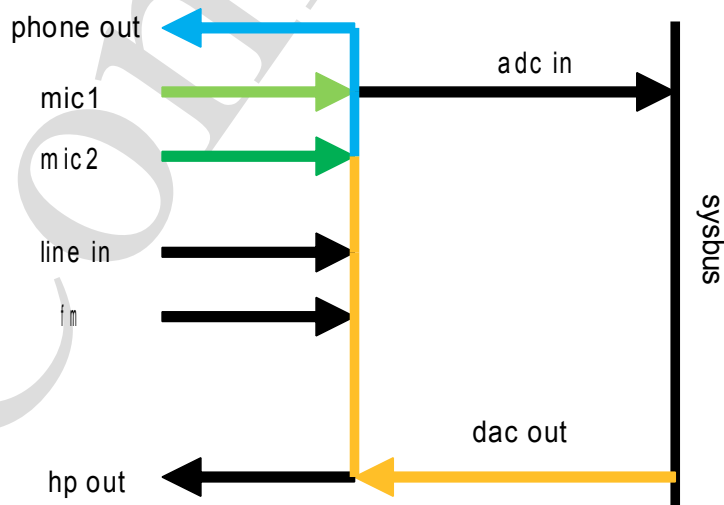 phone out
adc in
mic1
mic2
line in
fm
sysbus
dac out
hp out